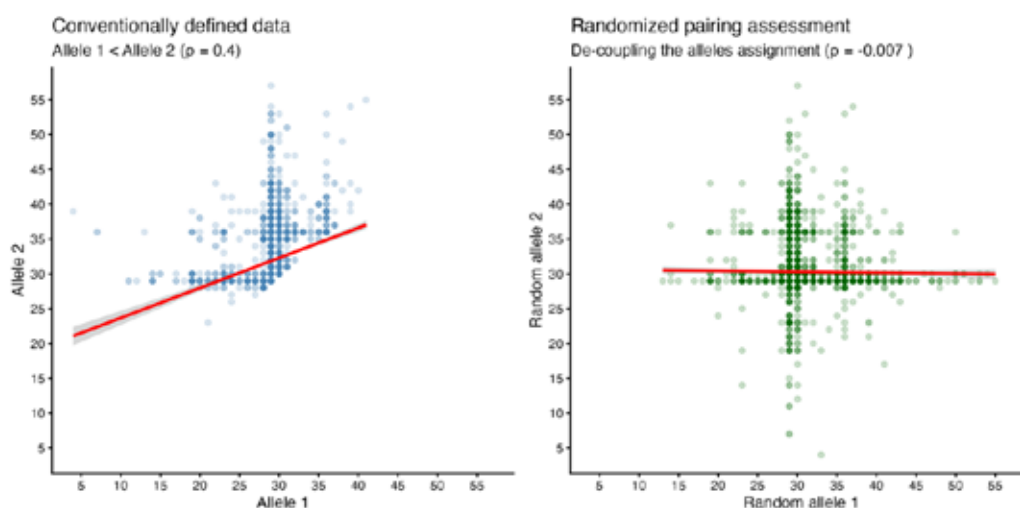 Conventionally defined data
Allele 1 < Allele 2 (ρ = 0.4)
55
50
45
40
35
30
25
20
15
10
5
Allele 2
5 10 15 20 25 30 35 40 45 50 55
Allele 1
Randomized pairing assessment
De-coupling the alleles assignment (ρ = -0.007 )
55
50
45
40
35
30
25
20
15
10
5
Random allele 2
5 10 15 20 25 30 35 40 45 50 55
Random allele 1